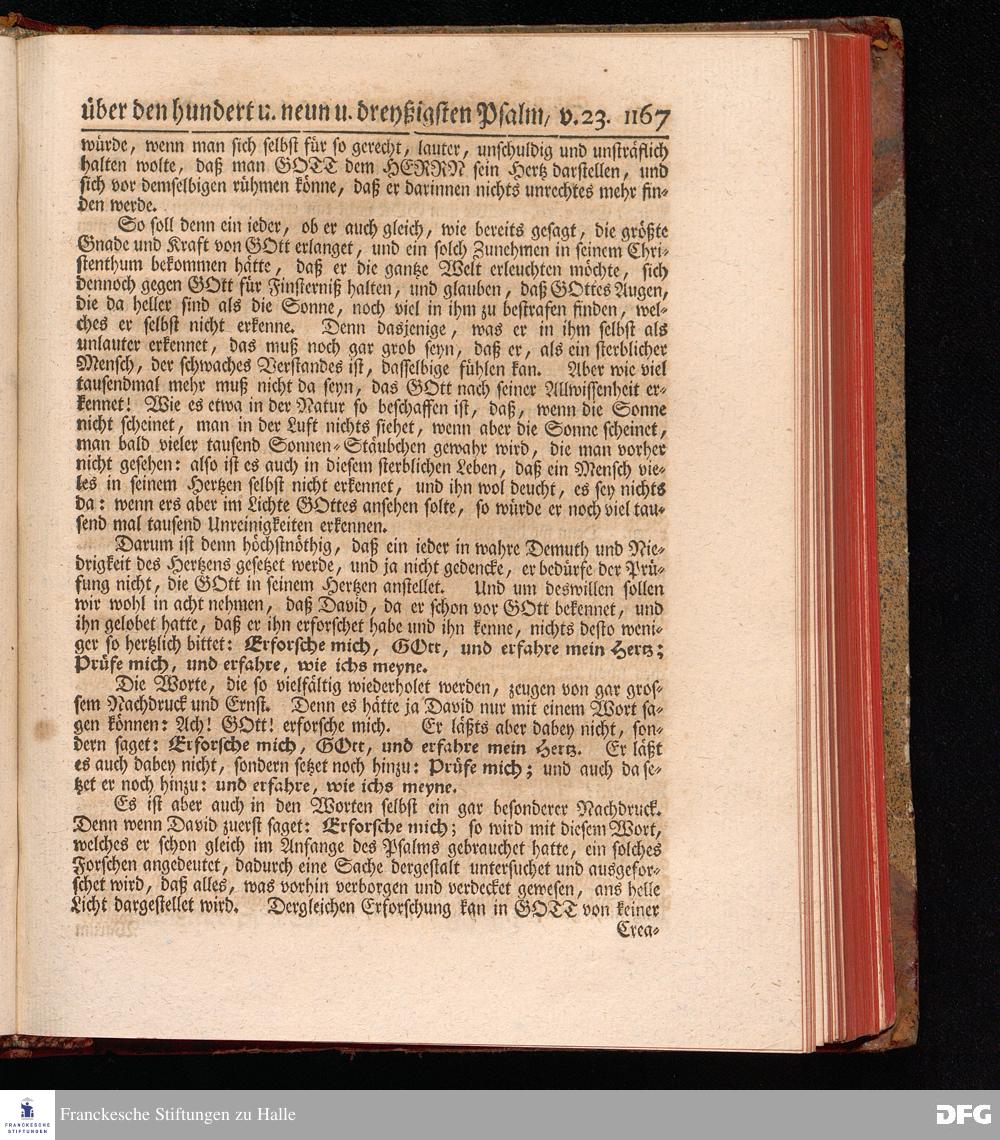 über den hundert u. neun u. dreyßigsten Psalm, v. 23. 1167
würde, wenn man sich selbst für so gerecht, lauter, unschuldig und unsträflich
halten wolte, daß man GOTT dem HERRN sein Hertz darstellen, und
sich vor demselbigen rühmen könne, daß er darinnen nichts unrechtes mehr fin-
den werde.
So soll denn ein ieder, ob er auch gleich, wie bereits gesagt, die größte
Gnade und Kraft von GOtt erlanget, und ein solch Zunehmen in seinem Chri-
stenthum bekommen hätte, daß er die gantze Welt erleuchten möchte, sich
dennoch gegen GOtt für Finsterniß halten, und glauben, daß GOttes Augen,
die da heller sind als die Sonne, noch viel in ihm zu bestrafen finden, wel-
ches er selbst nicht erkenne. Denn dasjenige, was er in ihm selbst als
unlauter erkennet, das muß noch gar grob seyn, daß er, als ein sterblicher
Mensch, der schwaches Verstandes ist, dasselbige fühlen kan. Aber wie viel
tausendmal mehr muß nicht da seyn, das GOtt nach seiner Allwissenheit er-
kennet! Wie es etwa in der Natur so beschaffen ist, daß, wenn die Sonne
nicht scheinet, man in der Luft nichts siehet, wenn aber die Sonne scheinet,
man bald vieler tausend Sonnen-Stäubchen gewahr wird, die man vorher
nicht gesehen: also ist es auch in diesem sterblichen Leben, daß ein Mensch vie-
les in seinem Hertzen selbst nicht erkennet, und ihn wol deucht, es sey nichts
da: wenn ers aber im Lichte GOttes ansehen solte, so würde er noch viel tau-
send mal tausend Unreinigkeiten erkennen.
Darum ist denn höchstnöthig, daß ein ieder in wahre Demuth und Nie-
drigkeit des Hertzens gesetzet werde, und ja nicht gedencke, er bedürfe der Prü-
fung nicht, die GOtt in seinem Hertzen anstellet. Und um deswillen sollen
wir wohl in acht nehmen, daß David, da er schon vor GOtt bekennet, und
ihn gelobet hatte, daß er ihn erforschet habe und ihn kenne, nichts desto weni-
ger so hertzlich bittet: Erforsche mich, GOtt, und erfahre mein Hertz;
Prüfe mich, und erfahre, wie ichs meyne.
Die Worte, die so vielfältig wiederholet werden, zeugen von gar gros-
sem Nachdruck und Ernst. Denn es hätte ja David nur mit einem Wort sa-
gen können: Ach! GOtt! erforsche mich. Er läßts aber dabey nicht, son-
dern saget: Erforsche mich, GOtt, und erfahre mein Hertz. Er läßt
es auch dabey nicht, sondern setzet noch hinzu: Prüfe mich; und auch da se-
tzet er noch hinzu: und erfahre, wie ichs meyne.
Es ist aber auch in den Worten selbst ein gar besonderer Nachdruck.
Denn wenn David zuerst saget: Erforsche mich; so wird mit diesem Wort,
welches er schon gleich im Anfange des Psalms gebrauchet hatte, ein solches
Forschen angedeutet, dadurch eine Sache dergestalt untersuchet und ausgefor-
schet wird, daß alles, was vorhin verborgen und verdecket gewesen, ans helle
Licht dargestellet wird. Dergleichen Erforschung kan in GOTT von keiner
Crea-
FRANCKESCHE
STIFTUNGEN
Franckesche Stiftungen zu Halle
DFG